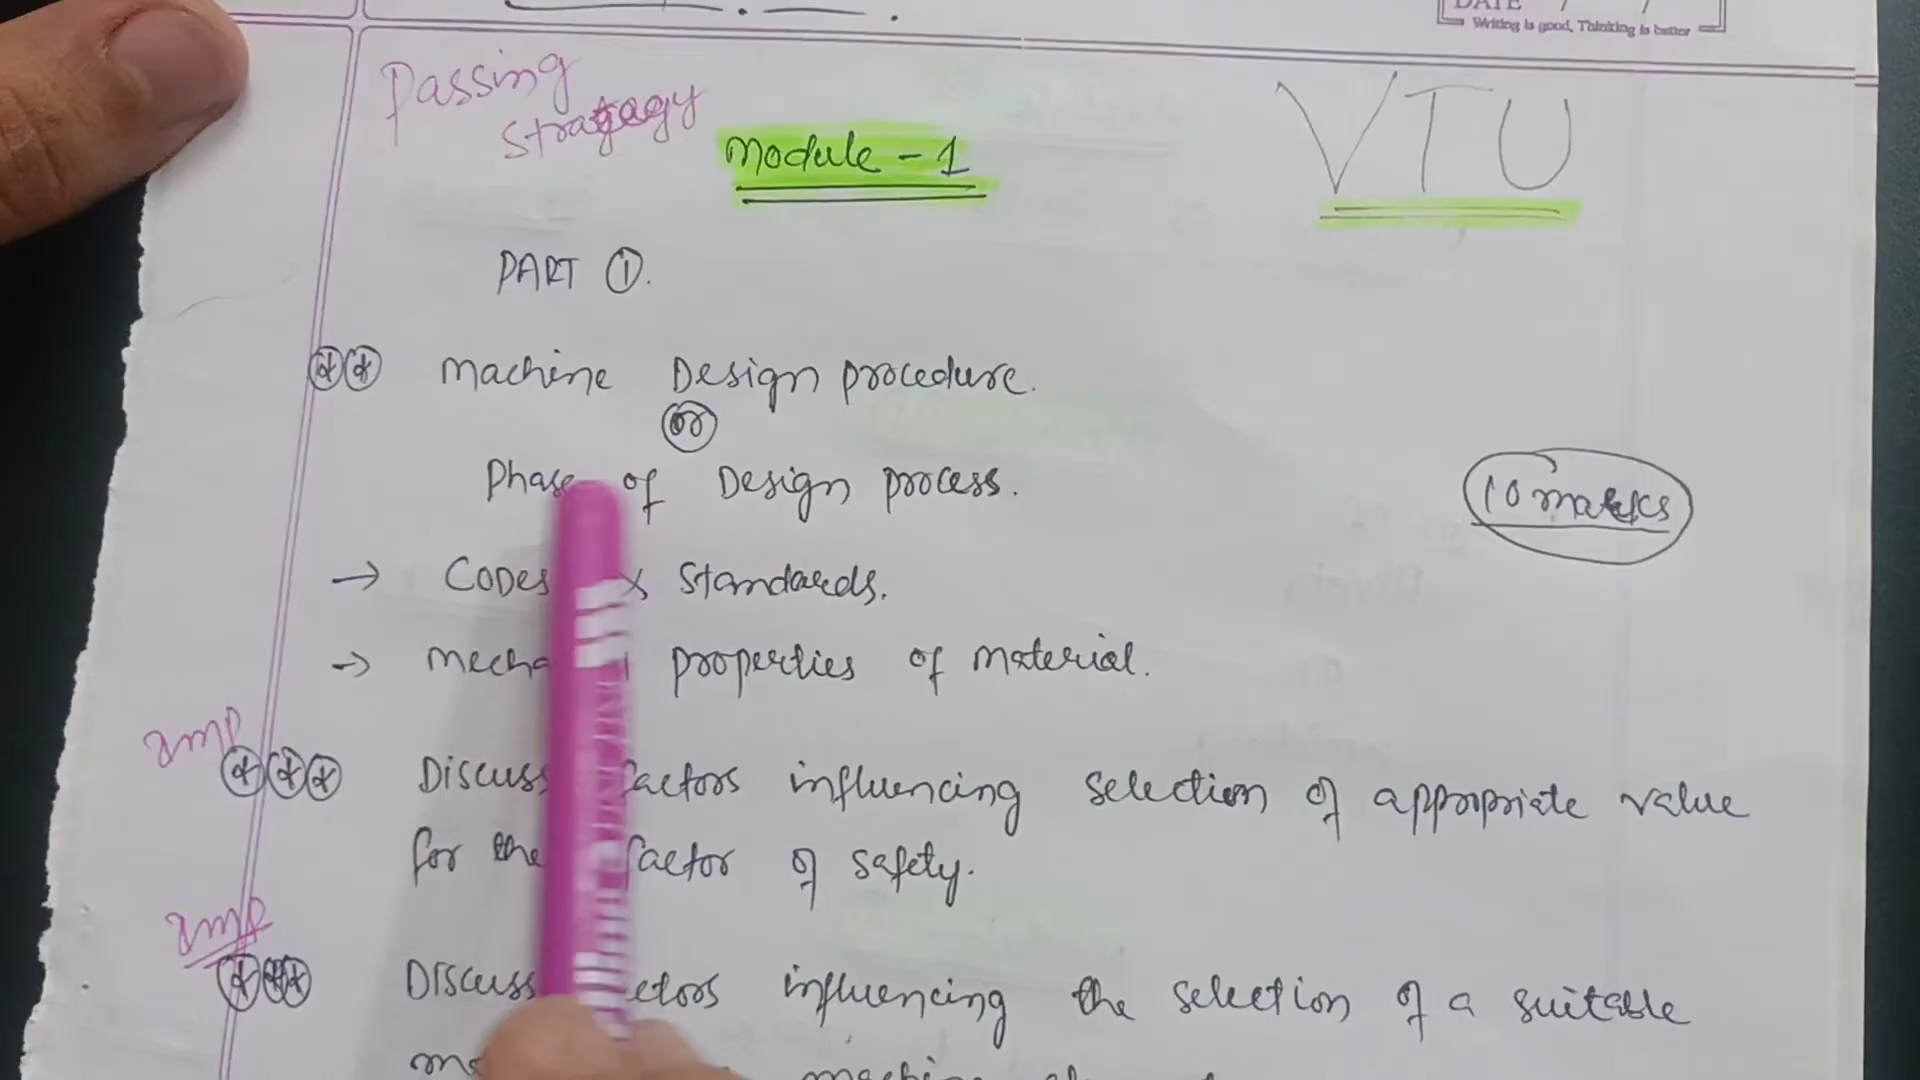 DATE / /
Writing is good, Thinking is better
Passing
Strategy
Module - 1
VTU
PART ①.
Machine Design procedure.
or
Phase of Design process.
10 marks
→ CODES & Standards.
→ properties of material.
Imp
Discuss factors influencing selection of appropriate value
for the factor of safety.
Imp
Discuss influencing the selection of a suitable